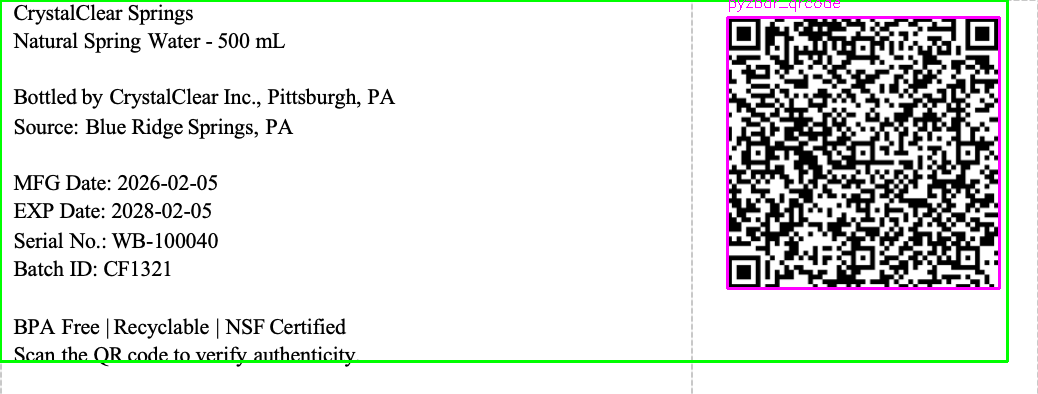 CrystalClear Springs
Natural Spring Water - 500 mL
Bottled by CrystalClear Inc., Pittsburgh, PA
Source: Blue Ridge Springs, PA
MFG Date: 2026-02-05
EXP Date: 2028-02-05
Serial No.: WB-100040
Batch ID: CF1321
BPA Free | Recyclable | NSF Certified
Scan the QR code to verify authenticity
pyzbar_qrcode